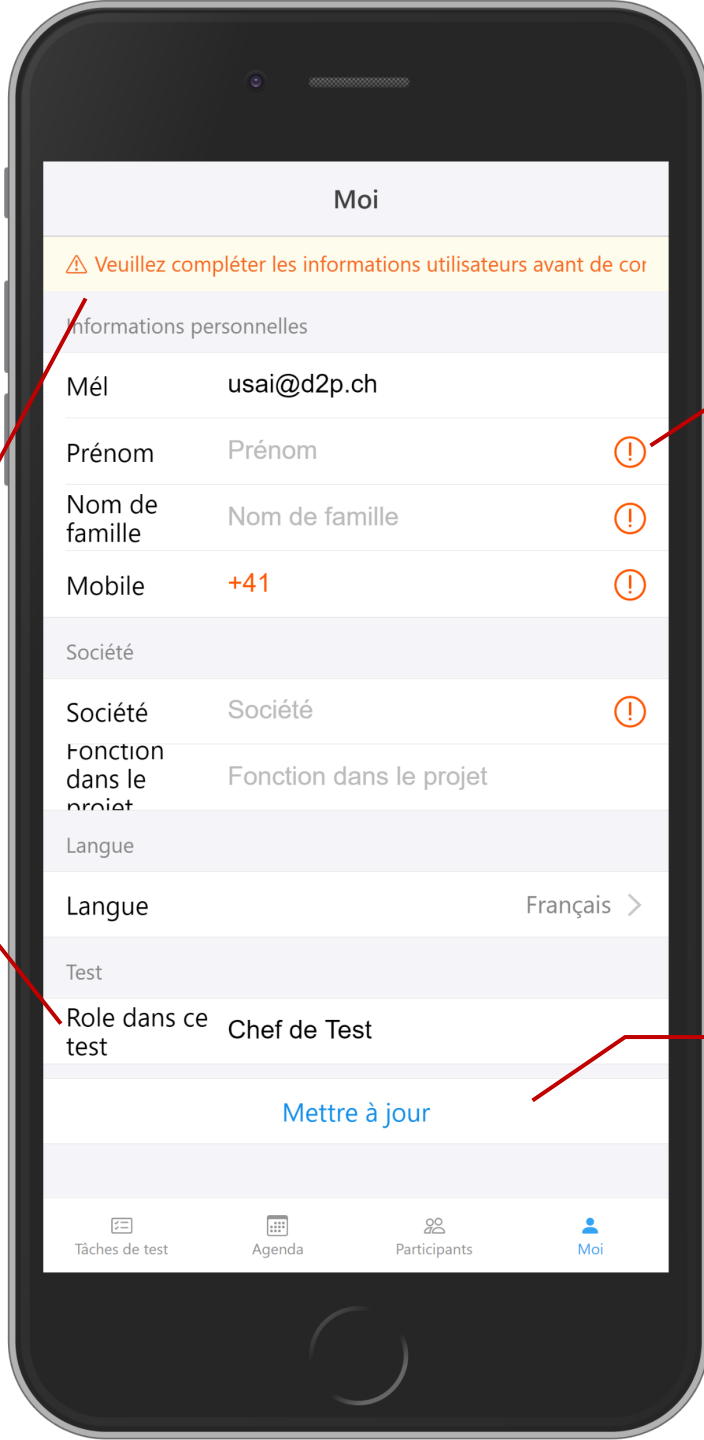 Moi
Veuillez compléter les informations utilisateurs avant de cor
Informations personnelles
Mél usai@d2p.ch
Prénom Prénom
Nom de
famille Nom de famille
Mobile +41
Société
Société Société
Fonction
dans le Fonction dans le projet
projet
Langue
Langue Français
Test
Role dans ce
test Chef de Test
Mettre à jour
Tâches de test Agenda Participants Moi